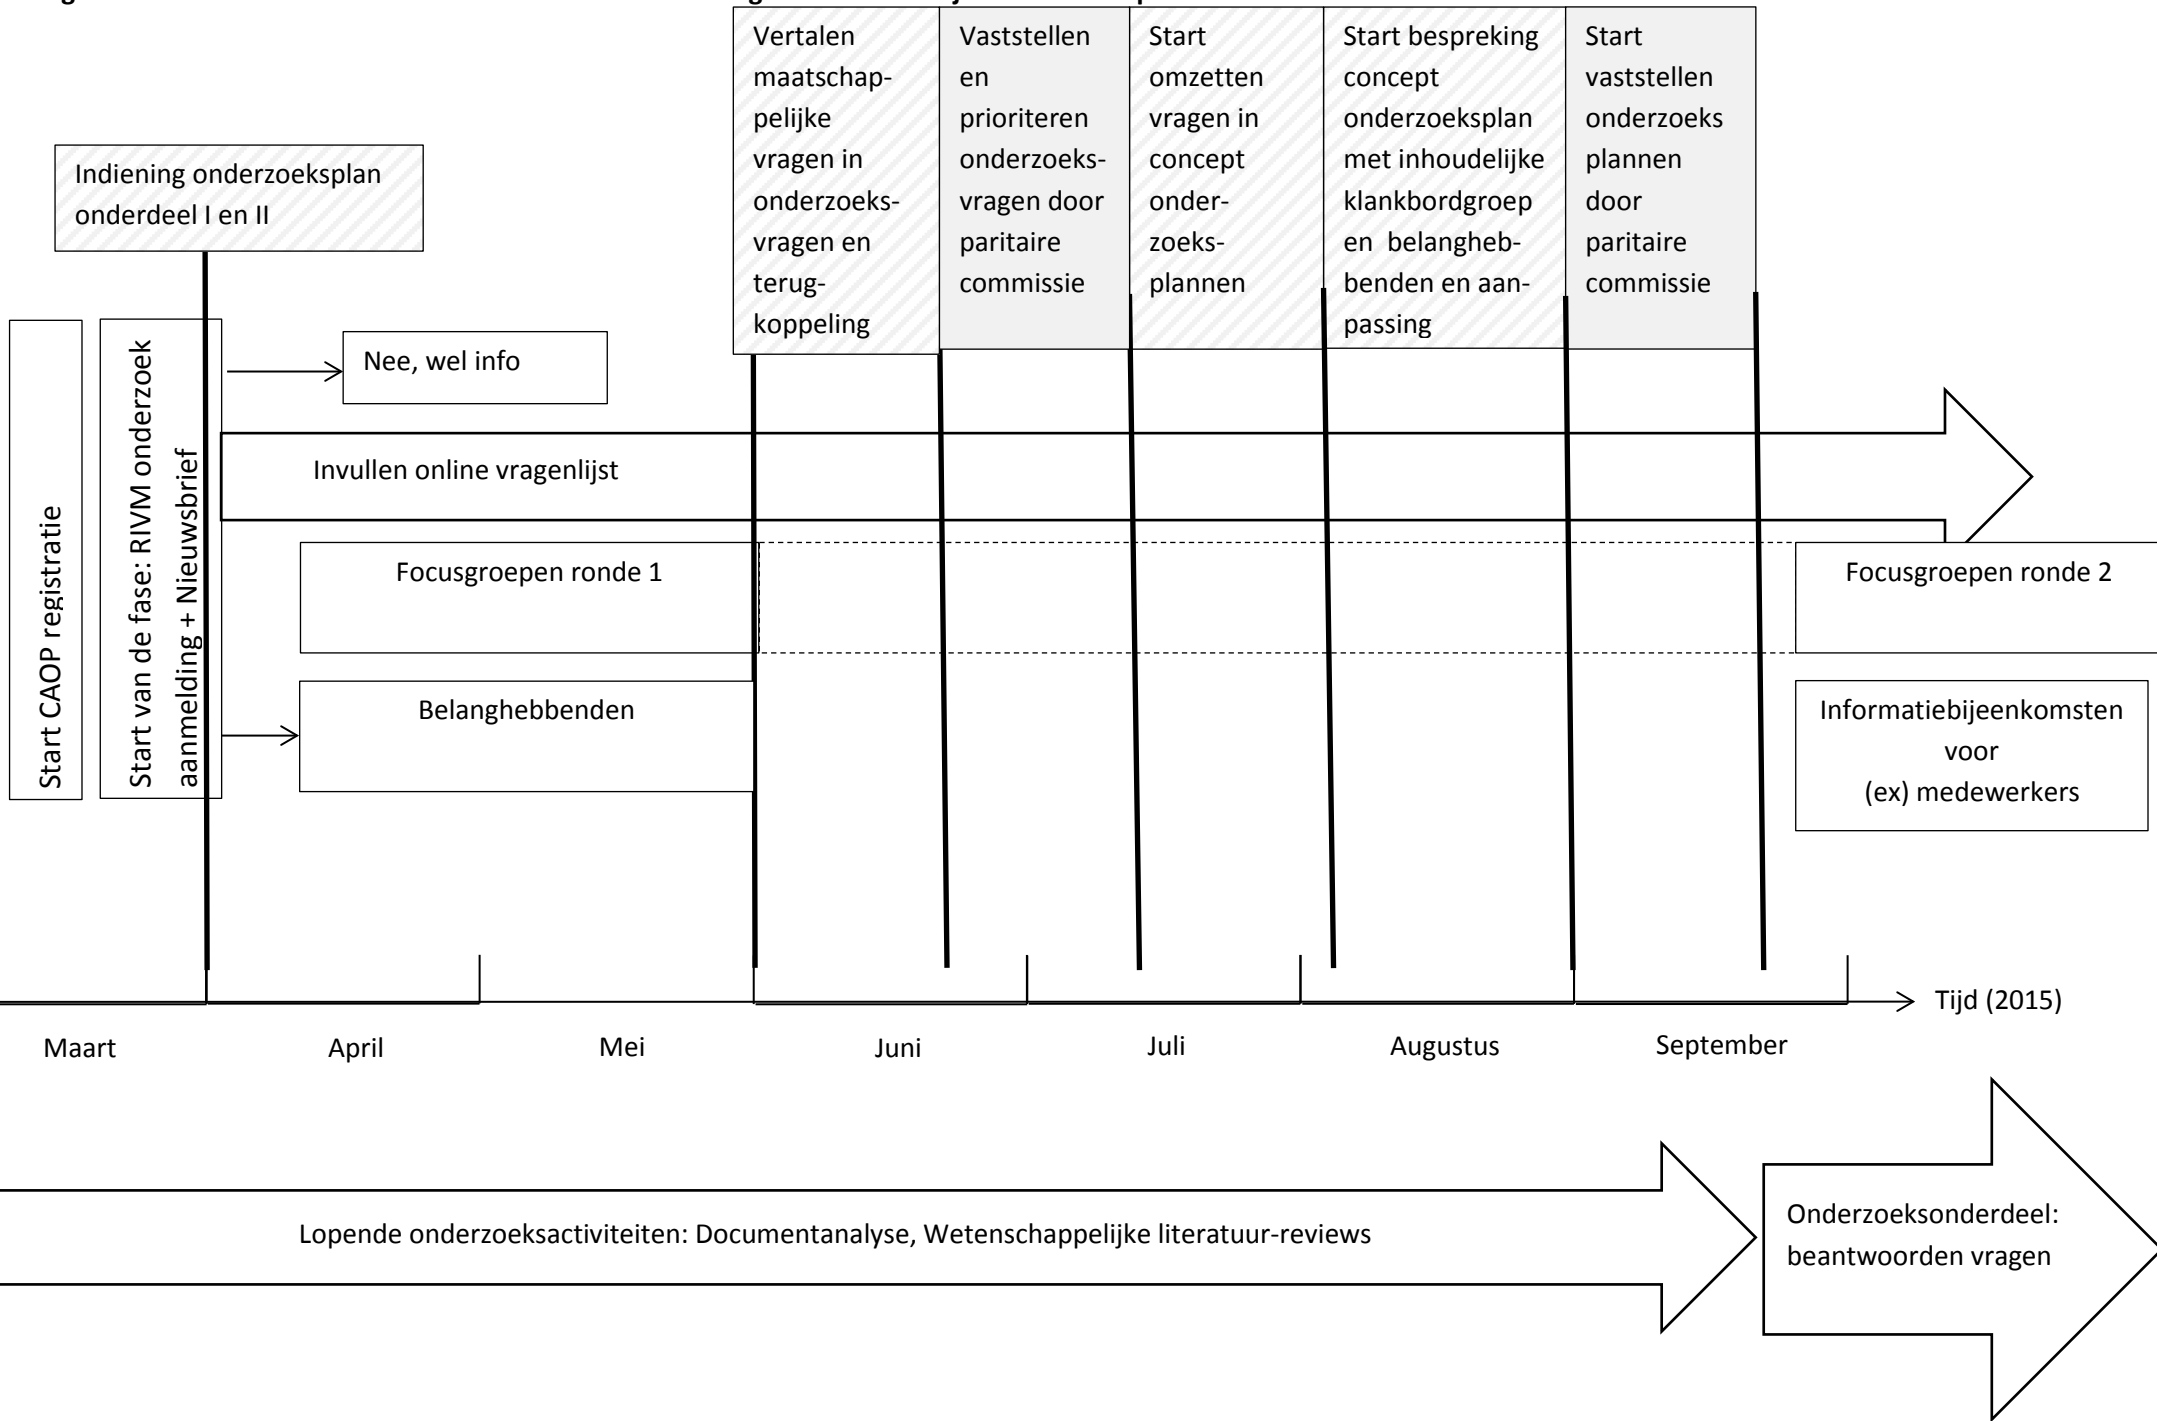 Vertalen
maatschap-
pelijke
vragen in
onderzoeks-
vragen en
terug-
koppeling
Vaststellen
en
prioriteren
onderzoeks-
vragen door
paritaire
commissie
Start
omzetten
vragen in
concept
onder-
zoeks-
plannen
Start bespreking
concept
onderzoeksplan
met inhoudelijke
klankbordgroep
en belangheb-
benden en aan-
passing
Start
vaststellen
onderzoeks
plannen
door
paritaire
commissie
Indiening onderzoeksplan
onderdeel I en II
Start CAOP registratie
Start van de fase: RIVM onderzoek
aanmelding + Nieuwsbrief
Nee, wel info
Invullen online vragenlijst
Focusgroepen ronde 1
Focusgroepen ronde 2
Belanghebbenden
Informatiebijeenkomsten
voor
(ex) medewerkers
Tijd (2015)
Maart
April
Mei
Juni
Juli
Augustus
September
Lopende onderzoeksactiviteiten: Documentanalyse, Wetenschappelijke literatuur-reviews
Onderzoeksonderdeel:
beantwoorden vragen